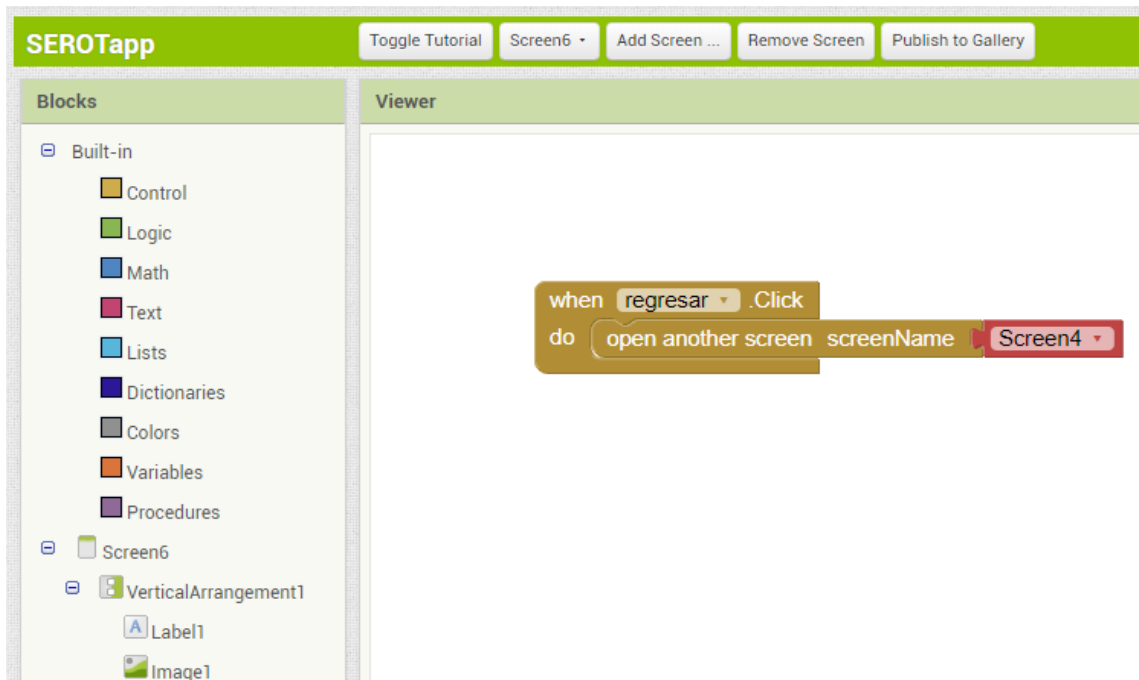 SEROTapp
Toggle Tutorial Screen6 Add Screen ... Remove Screen Publish to Gallery
Blocks
Viewer
Built-in
Control
Logic
Math
Text
Lists
Dictionaries
Colors
Variables
Procedures
Screen6
VerticalArrangement1
A Label1
Image1
when regresar .Click
do open another screen screenName Screen4